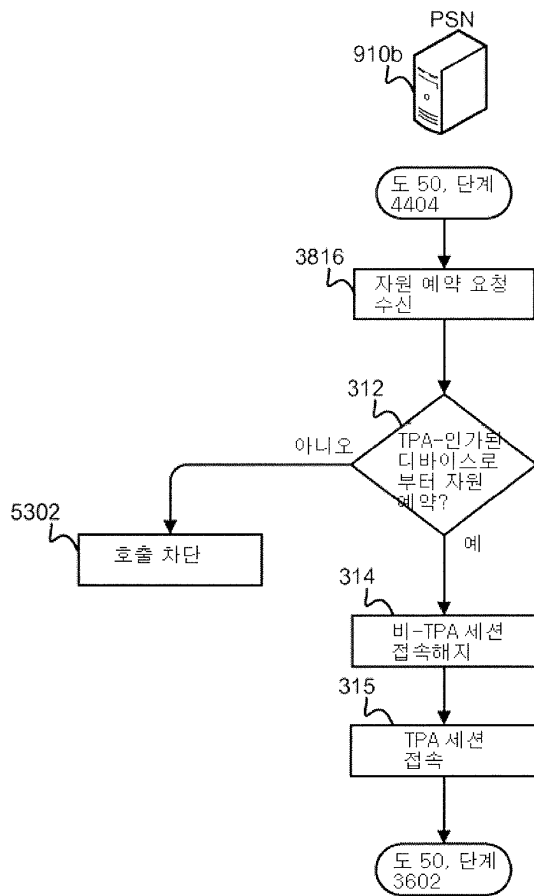 PSN
910b
도 50, 단계
4404
3816
자원 예약 요청
수신
312
아니오
TPA-인가된
디바이스로
부터 자원
예약?
5302
호출 차단
예
314
비-TPA 세션
접속해지
315
TPA 세션
접속
도 50, 단계
3602